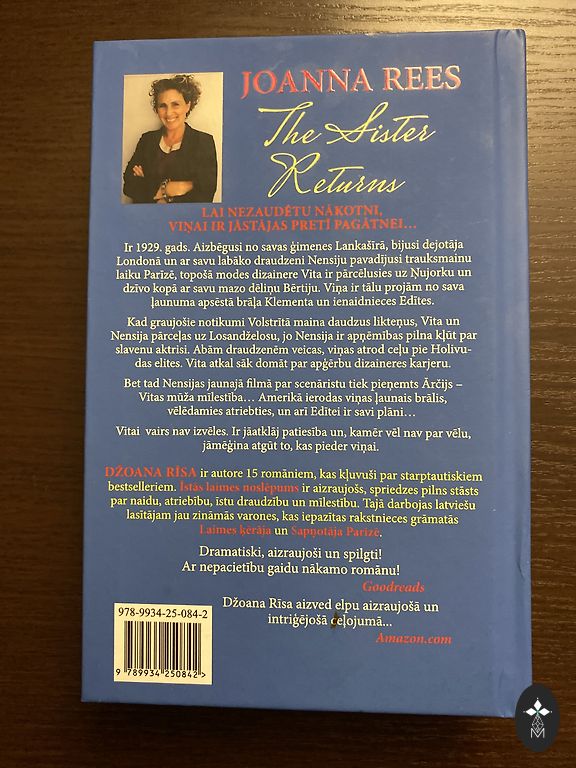 JOANNA REES
The Sister
Returns
LAI NEZAUDĒTU NĀKOTNI,
VIŅAI IR JĀSTĀJAS PRETĪ PAGĀTNEI…
Ir 1929. gads. Aizbēgusi no savas ģimenes Lankašīrā, bijusi dejotāja
Londonā un ar savu labāko draudzeni Nensiju pavadījusi trauksmainu
laiku Parīzē, topošā modes dizainere Vita ir pārcēlusies uz Ņujorku un
dzīvo kopā ar savu mazo dēliņu Bērtiju. Viņa ir tālu projām no sava
ļaunuma apsēstā brāļa Klementa un ienaidnieces Edītes.
Kad graujošie notikumi Volstrītā maina daudzus likteņus, Vita un
Nensija pārceļas uz Losandželosu, jo Nensija ir apņēmības pilna kļūt par
slavenu aktrisi. Abām draudzenēm veicas, viņas atrod ceļu pie Holivu-
das elites. Vita atkal sāk domāt par apģērbu dizaineres karjeru.
Bet tad Nensijas jaunajā filmā par scenāristu tiek pieņemts Ārčijs –
Vitas mūža mīlestība… Amerikā ierodas viņas ļaunais brālis,
vēlēdamies atriebties, un arī Edītei ir savi plāni…
Vitai vairs nav izvēles. Ir jāatklāj patiesība un, kamēr vēl nav par vēlu,
jāmēģina atgūt to, kas pieder viņai.
DŽOANA RĪSA ir autore 15 romāniem, kas kļuvuši par starptautiskiem
bestselleriem. Īstās laimes noslēpums ir aizraujošs, spriedzes pilns stāsts
par naidu, atriebību, īstu draudzību un mīlestību. Tajā darbojas latviešu
lasītājam jau zināmās varones, kas iepazītas rakstnieces grāmatās
Laimes ķērāja un Sapņotāja Parīzē.
Dramatiski, aizraujoši un spilgti!
Ar nepacietību gaidu nākamo romānu!
Goodreads
Džoana Rīsa aizved elpu aizraujošā un
intriģējošā ceļojumā...
Amazon.com
978-9934-25-084-2
9 789934 250842>
M